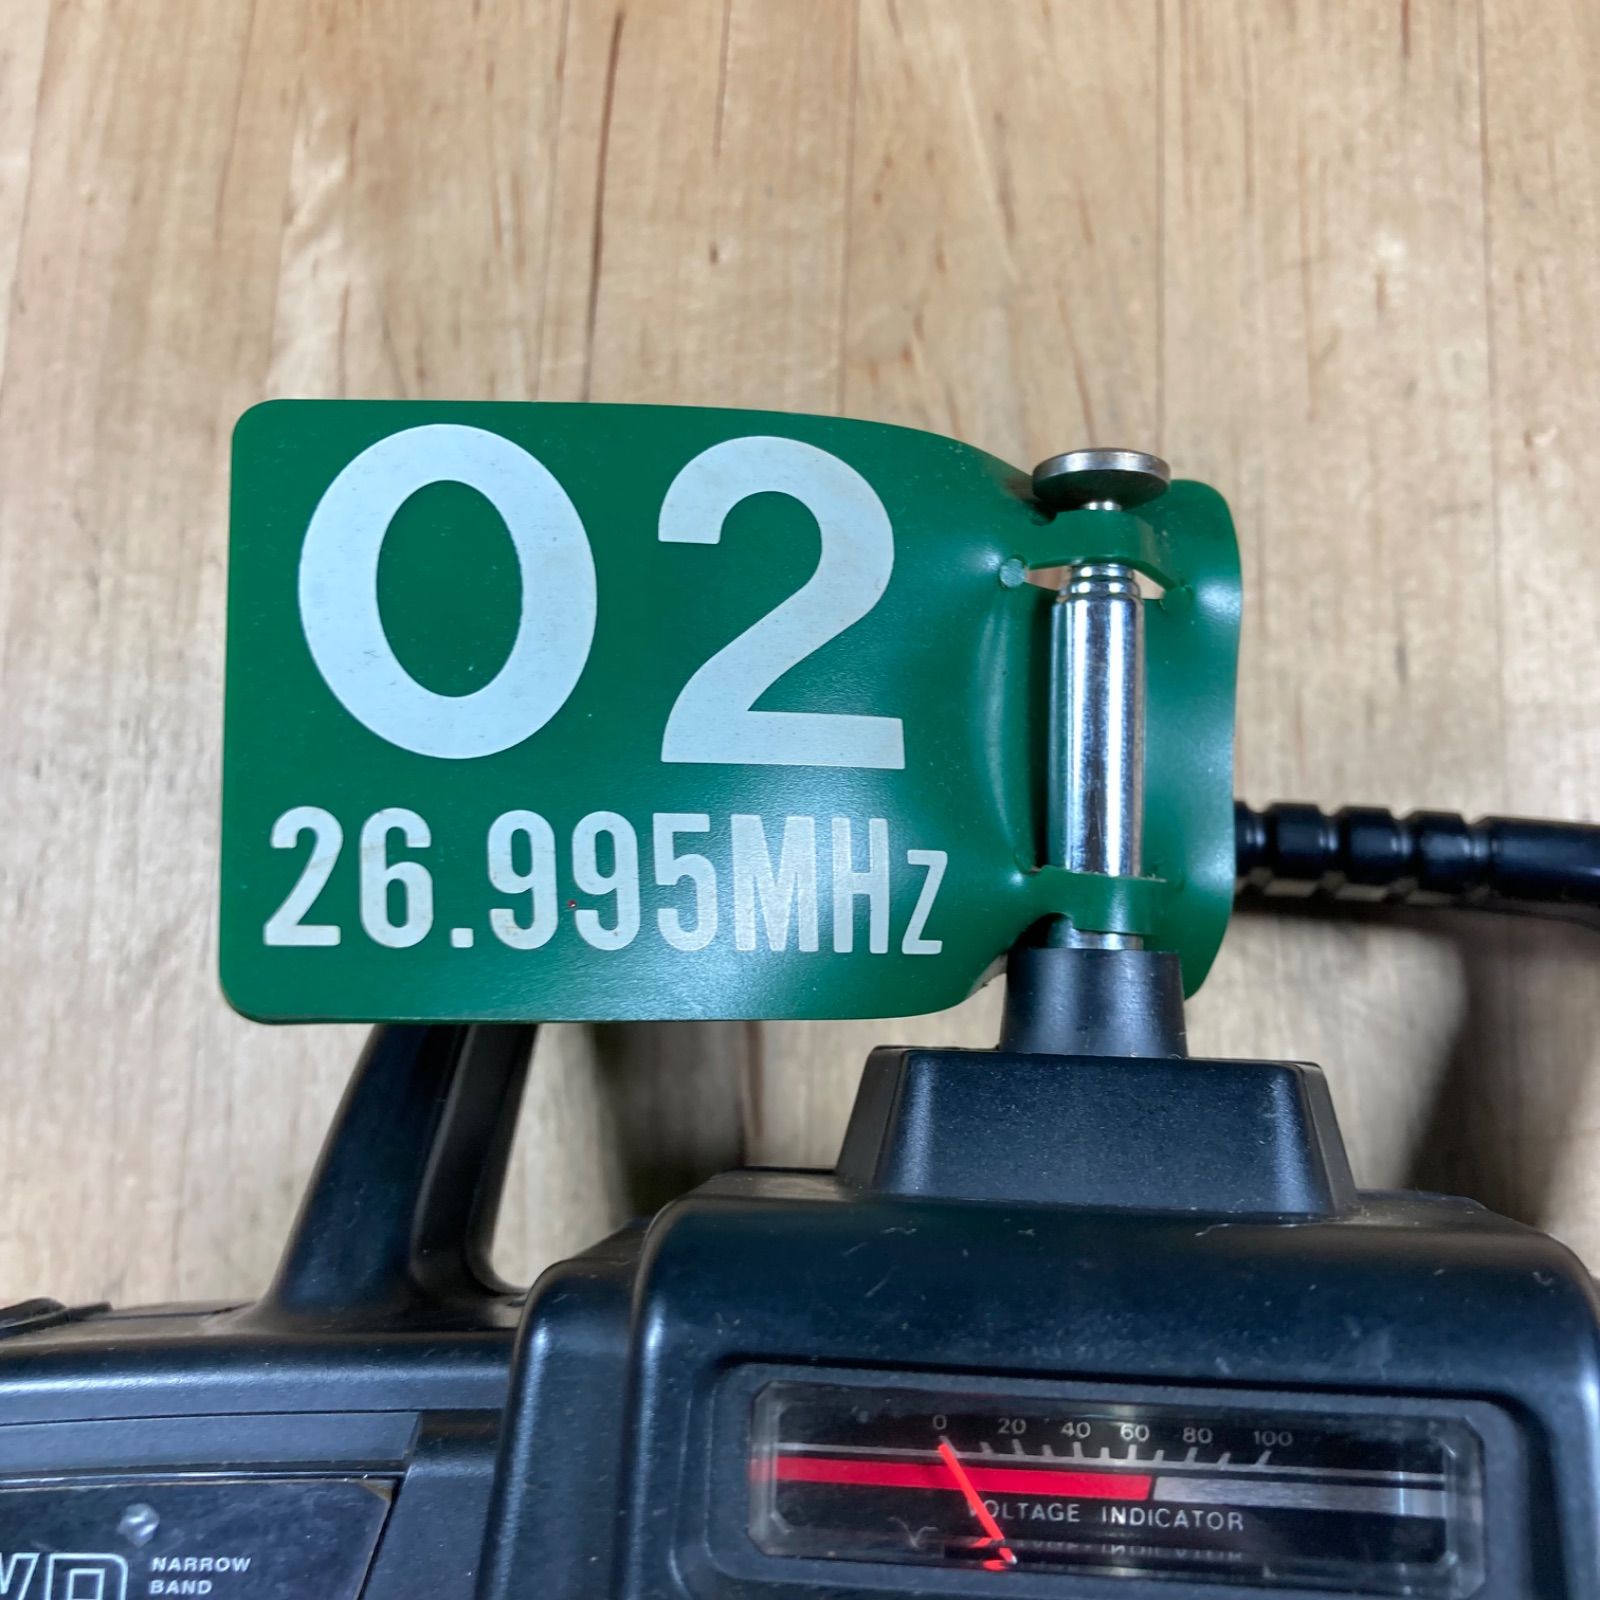 02
26.995MHz
0 20 40 60 80 100
VOLTAGE INDICATOR
NARROW
BAND